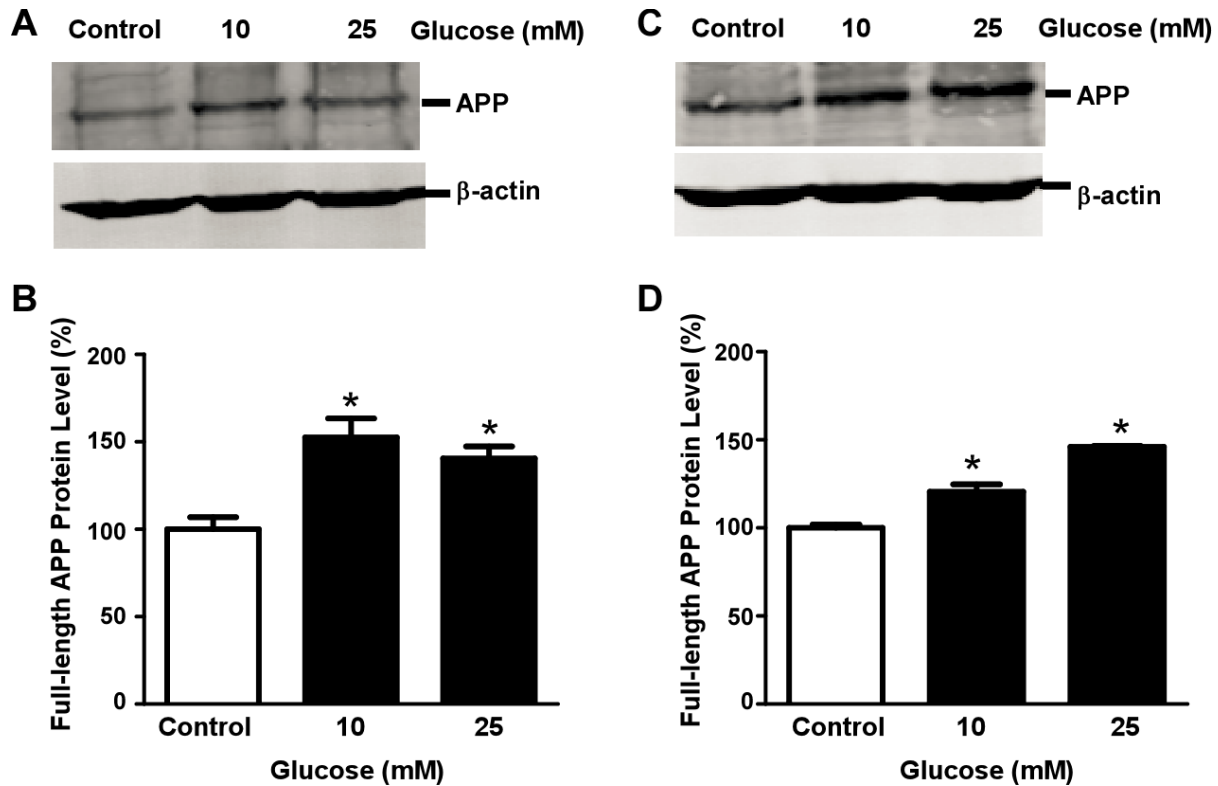 A Control 10 25 Glucose (mM)
APP
β-actin
B
Full-length APP Protein Level (%)
200
150
100
50
0
* *
Control 10 25
Glucose (mM)
C Control 10 25 Glucose (mM)
APP
β-actin
D
Full-length APP Protein Level (%)
200
150
100
50
0
* *
Control 10 25
Glucose (mM)